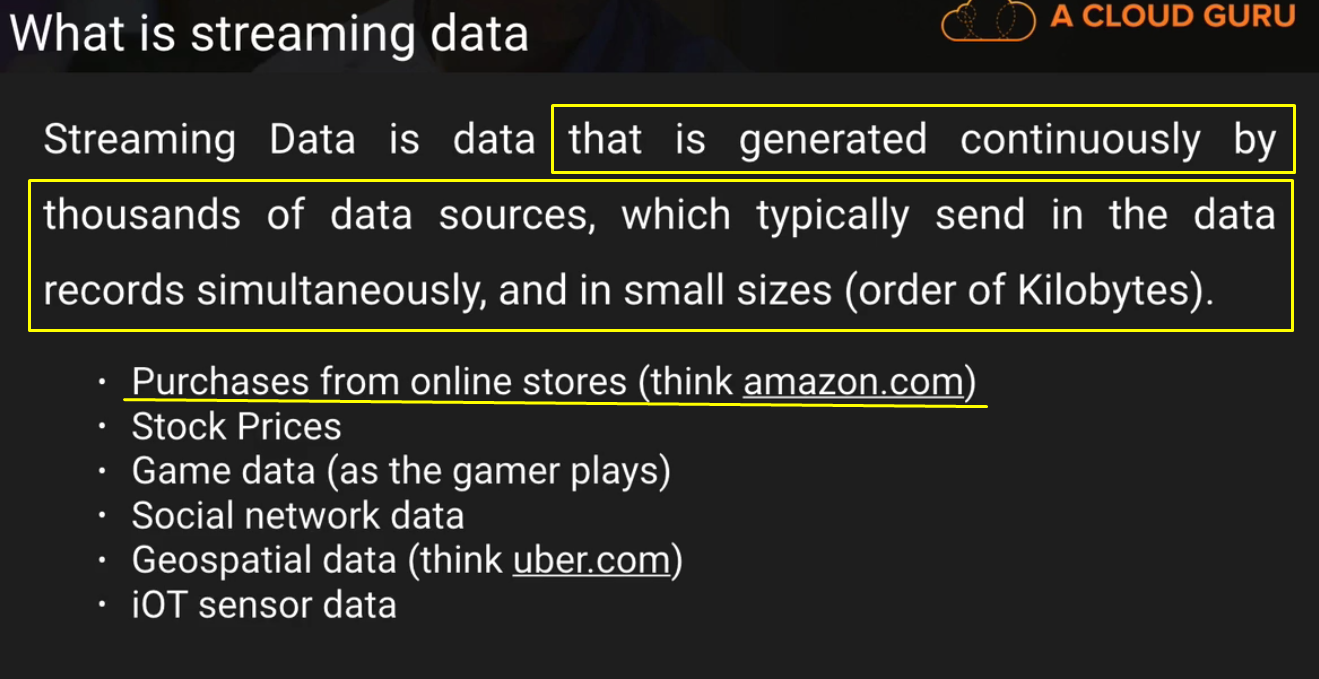 What is streaming data
A CLOUD GURU
Streaming Data is data that is generated continuously by
thousands of data sources, which typically send in the data
records simultaneously, and in small sizes (order of Kilobytes).
· Purchases from online stores (think amazon.com)
· Stock Prices
· Game data (as the gamer plays)
· Social network data
· Geospatial data (think uber.com)
· iOT sensor data